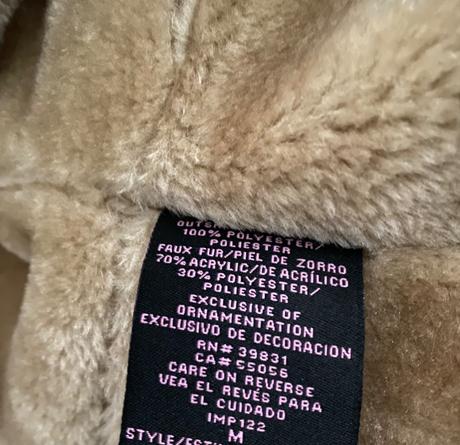 100% POLYESTER/
POLIESTER
FAUX FUR/PIEL DE ZORRO
70% ACRYLIC/DE ACRÍLICO
30% POLYESTER/
POLIESTER
EXCLUSIVE OF
ORNAMENTATION
EXCLUSIVO DE DECORACION
RN# 39831
CA# 55056
CARE ON REVERSE
VEA EL REVÉS PARA
EL CUIDADO
IMP122
M